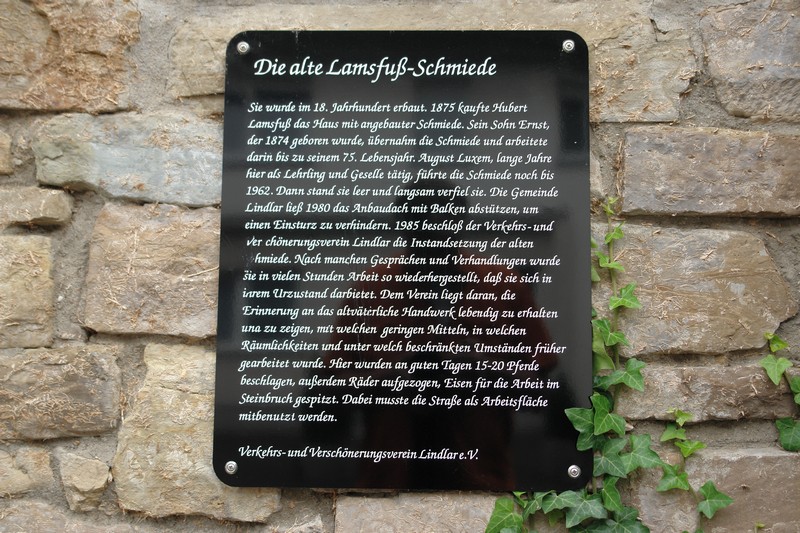 Die alte Lamsfuß-Schmiede
Sie wurde im 18. Jahrhundert erbaut. 1875 kaufte Hubert
Lamsfuß das Haus mit angebauter Schmiede. Sein Sohn Ernst,
der 1874 geboren wurde, übernahm die Schmiede und arbeitete
darin bis zu seinem 75. Lebensjahr. August Luxem, lange Jahre
hier als Lehrling und Geselle tätig, führte die Schmiede noch bis
1962. Dann stand sie leer und langsam verfiel sie. Die Gemeinde
Lindlar ließ 1980 das Anbaudach mit Balken abstützen, um
einen Einsturz zu verhindern. 1985 beschloß der Verkehrs- und
Ver chönerungsverein Lindlar die Instandsetzung der alten
hmiede. Nach manchen Gesprächen und Verhandlungen wurde
sie in vielen Stunden Arbeit so wiederhergestellt, daß sie sich in
ihrem Urzustand darbietet. Dem Verein liegt daran, die
Erinnerung an das altväterliche Handwerk lebendig zu erhalten
und zu zeigen, mit welchen geringen Mitteln, in welchen
Räumlichkeiten und unter welch beschränkten Umständen früher
gearbeitet wurde. Hier wurden an guten Tagen 15-20 Pferde
beschlagen, außerdem Räder aufgezogen, Eisen für die Arbeit im
Steinbruch gespitzt. Dabei musste die Straße als Arbeitsfläche
mitbenutzt werden.
Verkehrs- und Verschönerungsverein Lindlar e.V.